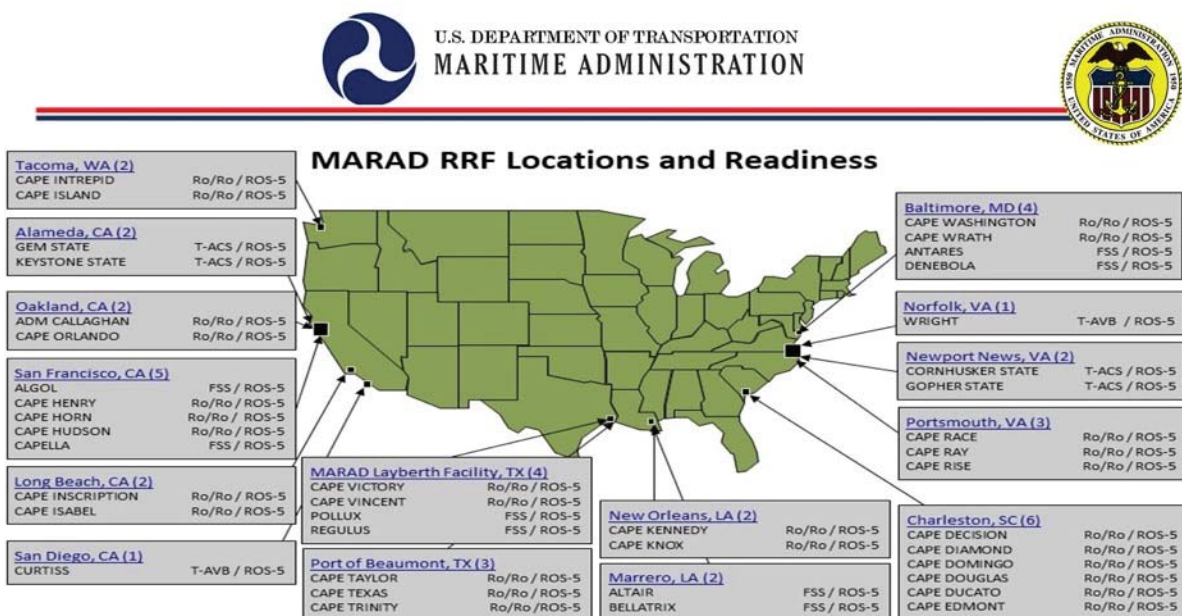 U.S. DEPARTMENT OF TRANSPORTATION
MARITIME ADMINISTRATION
MARITIME ADMINISTRATION
1950 1950
UNITED STATES OF AMERICA
MARAD RRF Locations and Readiness
Tacoma, WA (2)
CAPE INTREPID Ro/Ro / ROS-5
CAPE ISLAND Ro/Ro / ROS-5
Alameda, CA (2)
GEM STATE T-ACS / ROS-5
KEYSTONE STATE T-ACS / ROS-5
Oakland, CA (2)
ADM CALLAGHAN Ro/Ro / ROS-5
CAPE ORLANDO Ro/Ro / ROS-5
San Francisco, CA (5)
ALGOL FSS / ROS-5
CAPE HENRY Ro/Ro / ROS-5
CAPE HORN Ro/Ro / ROS-5
CAPE HUDSON Ro/Ro / ROS-5
CAPELLA FSS / ROS-5
Long Beach, CA (2)
CAPE INSCRIPTION Ro/Ro / ROS-5
CAPE ISABEL Ro/Ro / ROS-5
San Diego, CA (1)
CURTISS T-AVB / ROS-5
MARAD Layberth Facility, TX (4)
CAPE VICTORY Ro/Ro / ROS-5
CAPE VINCENT Ro/Ro / ROS-5
POLLUX FSS / ROS-5
REGULUS FSS / ROS-5
Port of Beaumont, TX (3)
CAPE TAYLOR Ro/Ro / ROS-5
CAPE TEXAS Ro/Ro / ROS-5
CAPE TRINITY Ro/Ro /ROS-5
New Orleans, LA (2)
CAPE KENNEDY Ro/Ro / ROS-5
CAPE KNOX Ro/Ro / ROS-5
Marrero, LA (2)
ALTAIR FSS / ROS-5
BELLATRIX FSS / ROS-5
Baltimore, MD (4)
CAPE WASHINGTON Ro/Ro / ROS-5
CAPE WRATH Ro/Ro / ROS-5
ANTARES FSS / ROS-5
DENEBOLA FSS / ROS-5
Norfolk, VA (1)
WRIGHT T-AVB / ROS-5
Newport News, VA (2)
CORNHUSKER STATE T-ACS / ROS-5
GOPHER STATE T-ACS / ROS-5
Portsmouth, VA (3)
CAPE RACE Ro/Ro / ROS-5
CAPE RAY Ro/Ro / ROS-5
CAPE RISE Ro/Ro / ROS-5
Charleston, SC (6)
CAPE DECISION Ro/Ro / ROS-5
CAPE DIAMOND Ro/Ro / ROS-5
CAPE DOMINGO Ro/Ro / ROS-5
CAPE DOUGLAS Ro/Ro / ROS-5
CAPE DUCATO Ro/Ro / ROS-5
CAPE EDMONT Ro/Ro / ROS-5